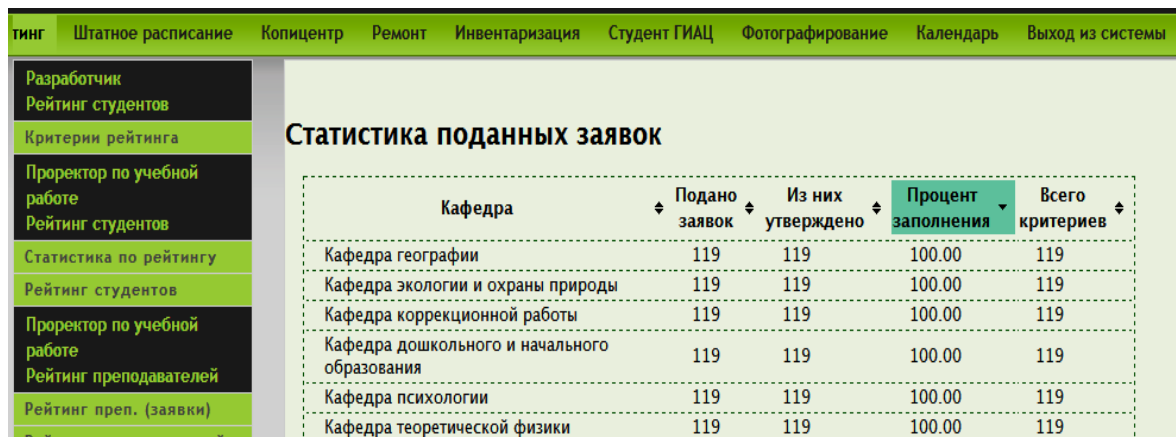 тинг Штатное расписание Копицентр Ремонт Инвентаризация Студент ГИАЦ Фотографирование Календарь Выход из системы
Разработчик
Рейтинг студентов
Критерии рейтинга
Проректор по учебной
работе
Рейтинг студентов
Статистика по рейтингу
Рейтинг студентов
Проректор по учебной
работе
Рейтинг преподавателей
Рейтинг преп. (заявки)
Статистика поданных заявок
Кафедра Подано заявок Из них утверждено Процент заполнения Всего критериев
Кафедра географии 119 119 100.00 119
Кафедра экологии и охраны природы 119 119 100.00 119
Кафедра коррекционной работы 119 119 100.00 119
Кафедра дошкольного и начального
образования 119 119 100.00 119
Кафедра психологии 119 119 100.00 119
Кафедра теоретической физики 119 119 100.00 119